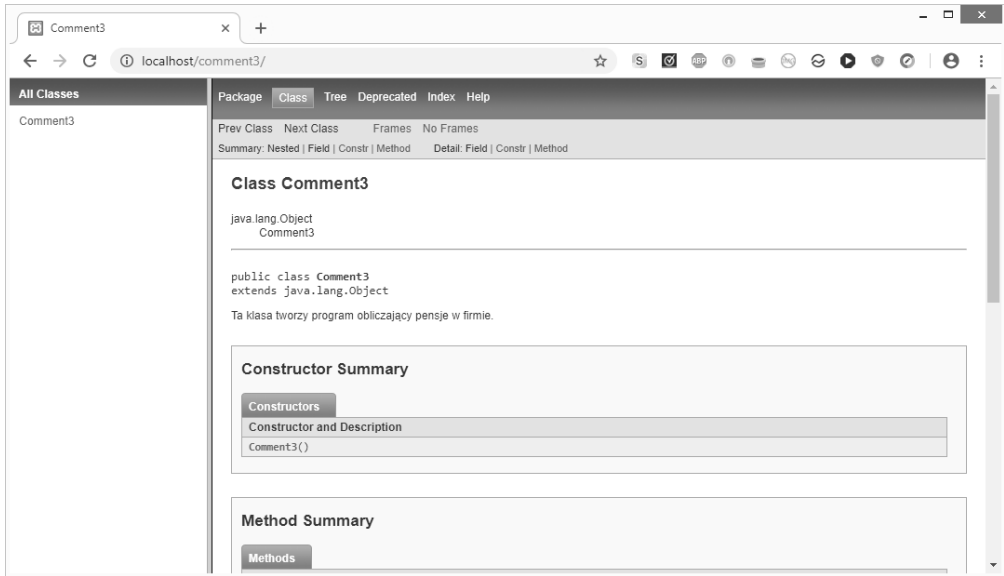 Comment3
localhost/comment3/
All Classes
Comment3
Package Class Tree Deprecated Index Help
Prev Class Next Class Frames No Frames
Summary: Nested | Field | Constr | Method Detail: Field | Constr | Method
Class Comment3
java.lang.Object
Comment3
public class Comment3
extends java.lang.Object
Ta klasa tworzy program obliczający pensje w firmie.
Constructor Summary
Constructors
Constructor and Description
Comment3()
Method Summary
Methods